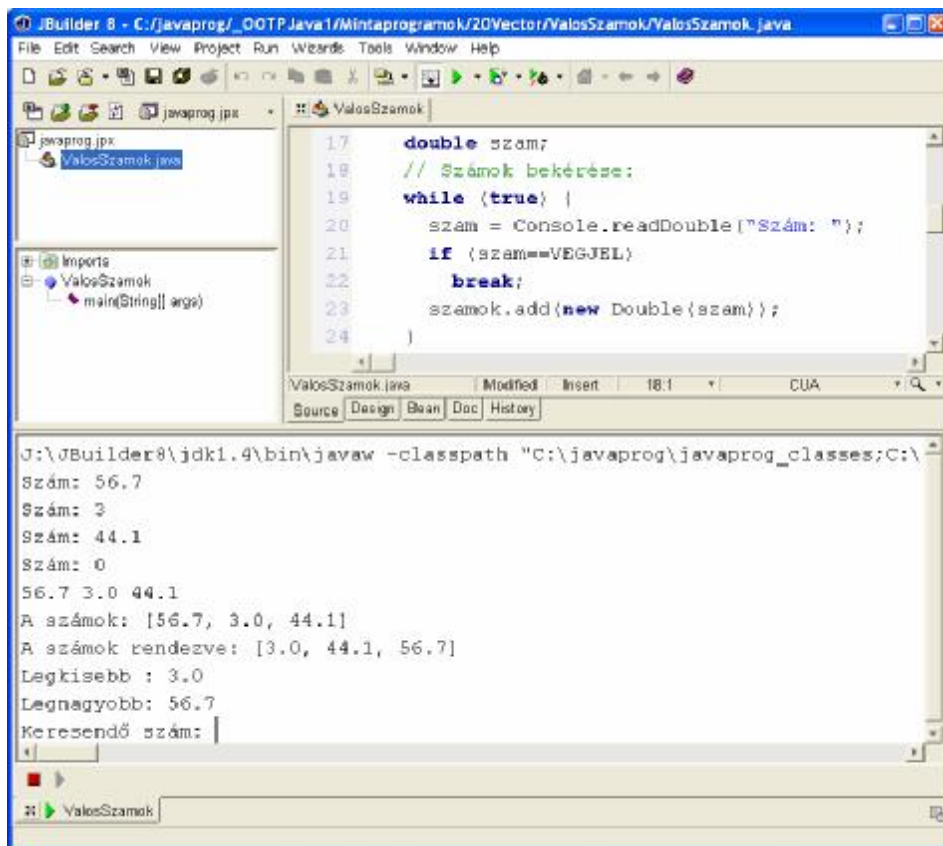 JBuilder 8 - C:/javaprog/_OOTPJava1/Mintaprogramok/20Vector/ValosSzamok/ValosSzamok.java
File Edit Search View Project Run Wizards Tools Window Help
javaprog.jpx
ValosSzamok
javaprog.jpx
ValosSzamok.java
Imports
ValosSzamok
main(String[] args)
17 double szam;
18 // Számok bekérése:
19 while (true) {
20 szam = Console.readDouble("Szám: ");
21 if (szam==VEGJEL)
22 break;
23 szamok.add(new Double(szam));
24 }
ValosSzamok.java Modified Insert 18:1 CUA
Source Design Bean Doc History
J:\JBuilder8\jdk1.4\bin\javaw -classpath "C:\javaprog\javaprog_classes;C:\
Szám: 56.7
Szám: 3
Szám: 44.1
Szám: 0
56.7 3.0 44.1
A számok: [56.7, 3.0, 44.1]
A számok rendezve: [3.0, 44.1, 56.7]
Legkisebb : 3.0
Legnagyobb: 56.7
Keresendő szám:
ValosSzamok